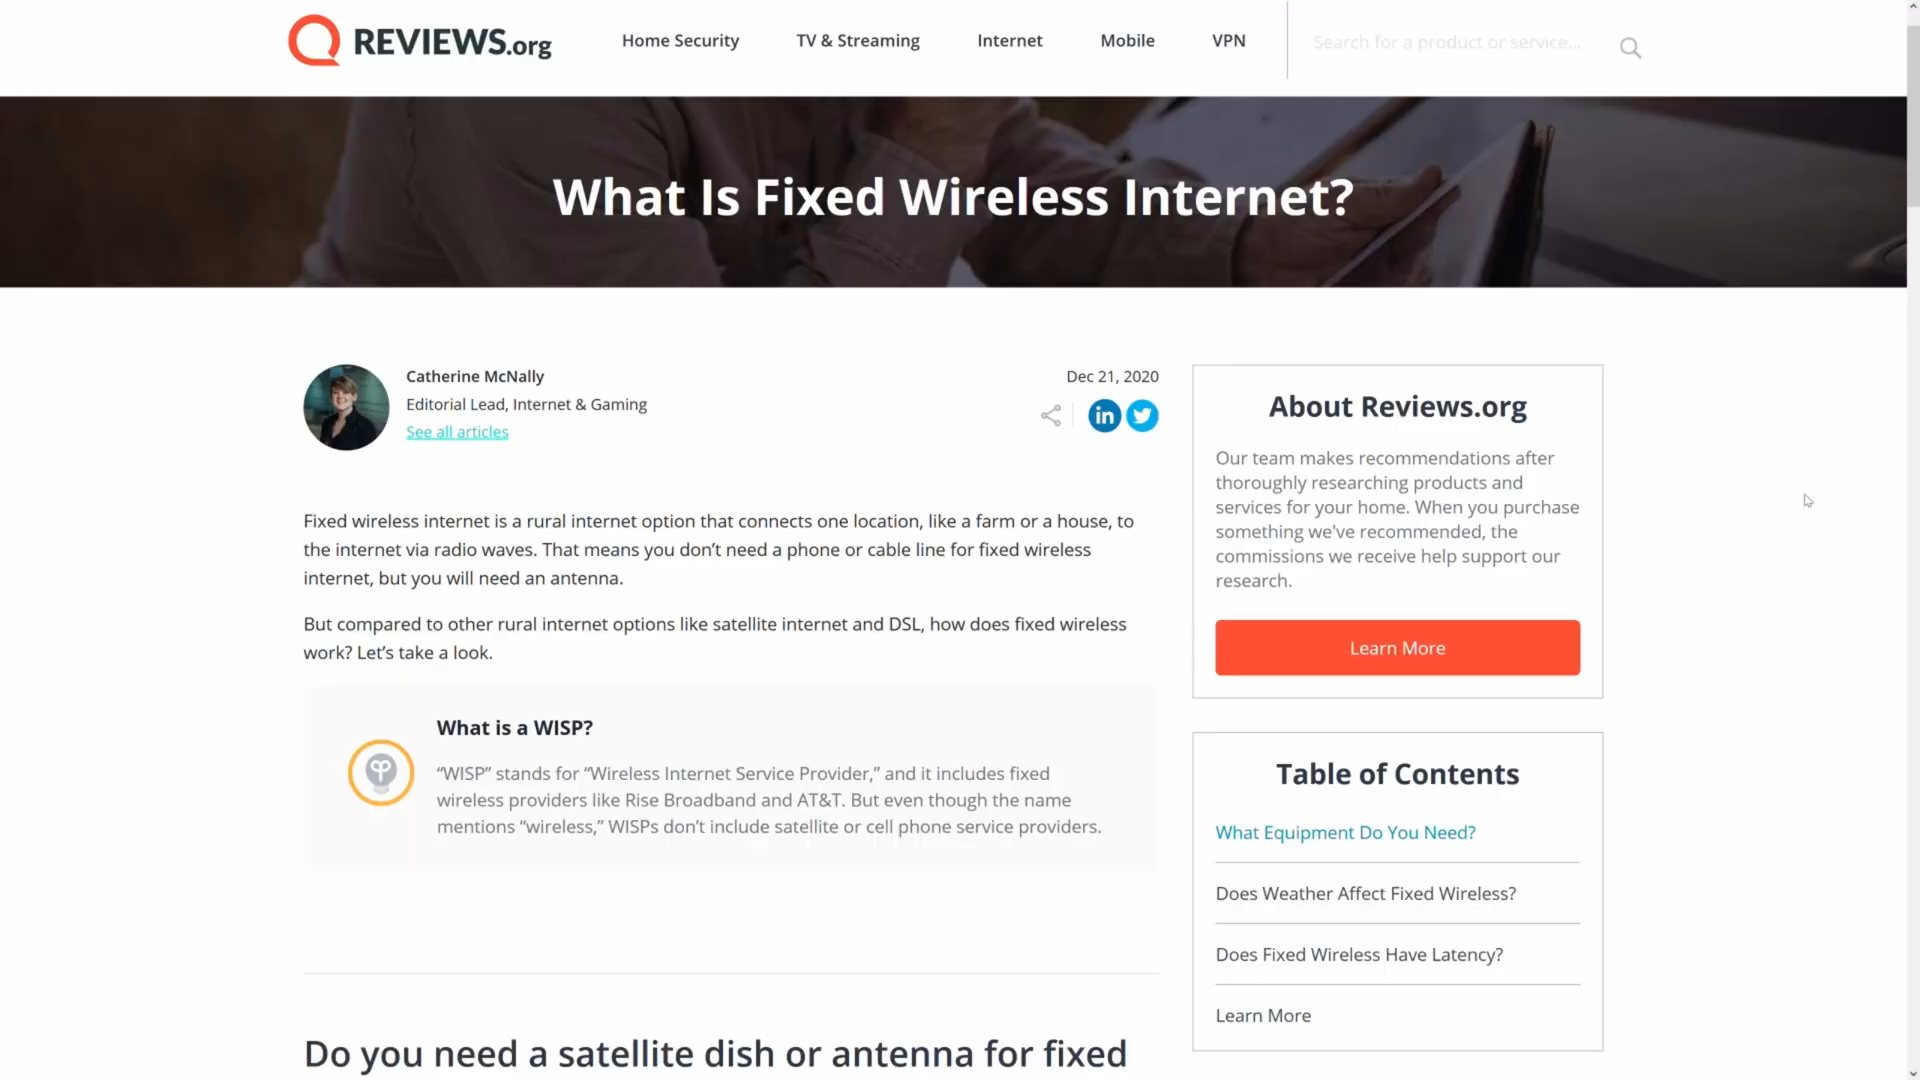 REVIEWS.org
Home Security TV & Streaming Internet Mobile VPN Search for a product or service...
What Is Fixed Wireless Internet?
Catherine McNally
Editorial Lead, Internet & Gaming
See all articles
Dec 21, 2020
in
Fixed wireless internet is a rural internet option that connects one location, like a farm or a house, to
the internet via radio waves. That means you don’t need a phone or cable line for fixed wireless
internet, but you will need an antenna.
But compared to other rural internet options like satellite internet and DSL, how does fixed wireless
work? Let’s take a look.
What is a WISP?
“WISP” stands for “Wireless Internet Service Provider,” and it includes fixed
wireless providers like Rise Broadband and AT&T. But even though the name
mentions “wireless,” WISPs don’t include satellite or cell phone service providers.
Do you need a satellite dish or antenna for fixed
About Reviews.org
Our team makes recommendations after
thoroughly researching products and
services for your home. When you purchase
something we've recommended, the
commissions we receive help support our
research.
Learn More
Table of Contents
What Equipment Do You Need?
Does Weather Affect Fixed Wireless?
Does Fixed Wireless Have Latency?
Learn More